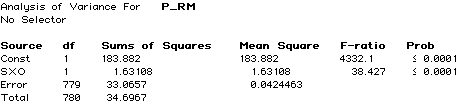 Analysis of Variance For P_RM
No Selector
Source df Sums of Squares Mean Square F-ratio Prob
Const 1 183.882 183.882 4332.1 ≤ 0.0001
SXO 1 1.63108 1.63108 38.427 ≤ 0.0001
Error 779 33.0657 0.0424463
Total 780 34.6967